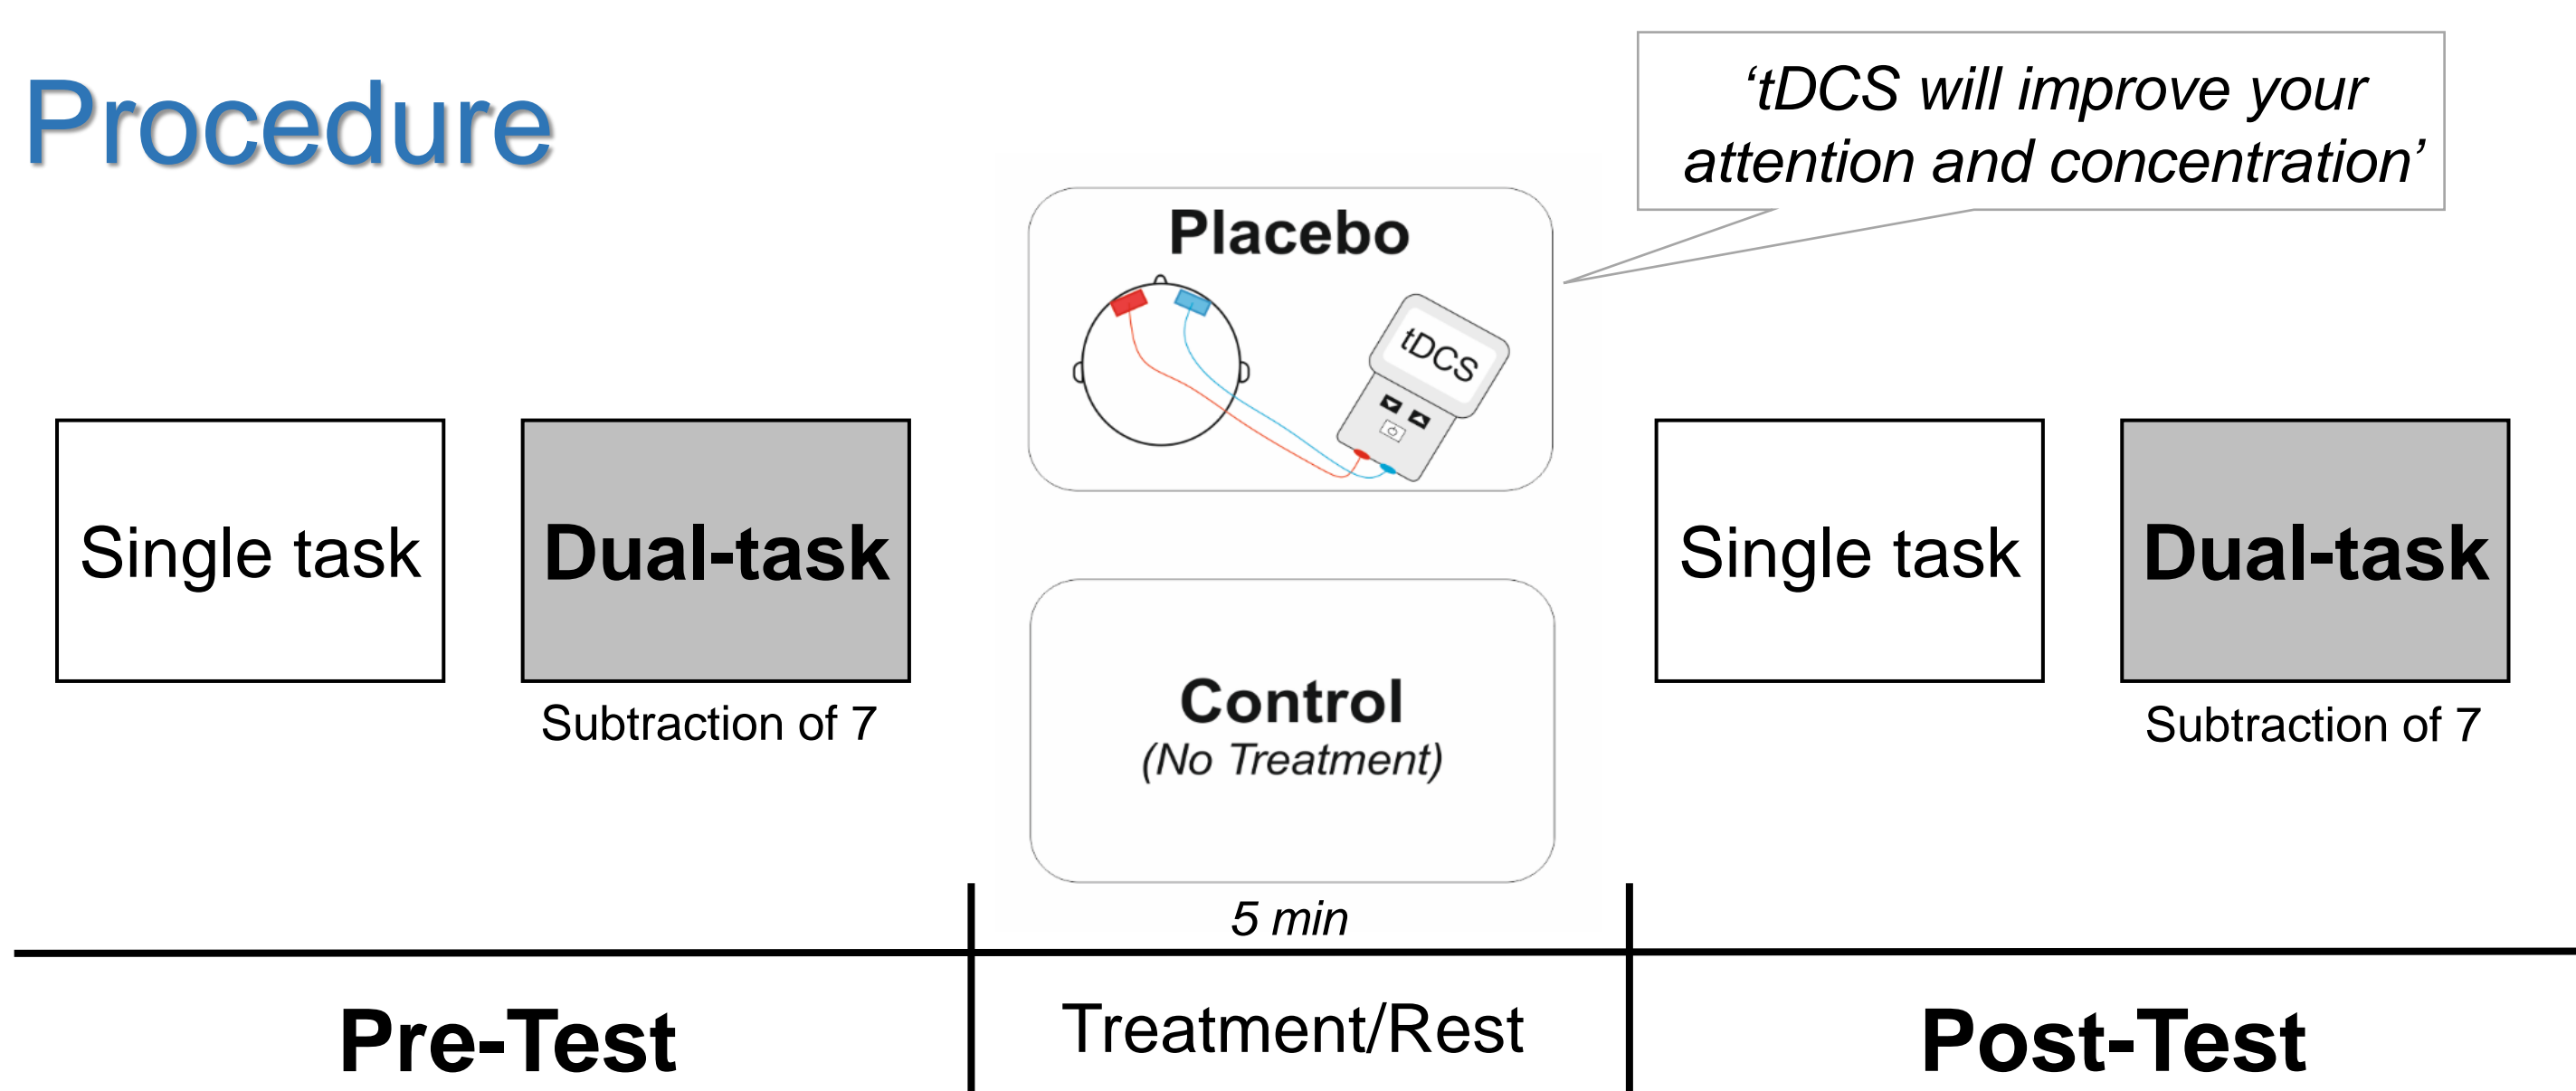 Procedure
‘tDCS will improve your
attention and concentration’
Placebo
tDCS
Single task
Dual-task
Subtraction of 7
Control
(No Treatment)
Single task
Dual-task
Subtraction of 7
5 min
Pre-Test
Treatment/Rest
Post-Test